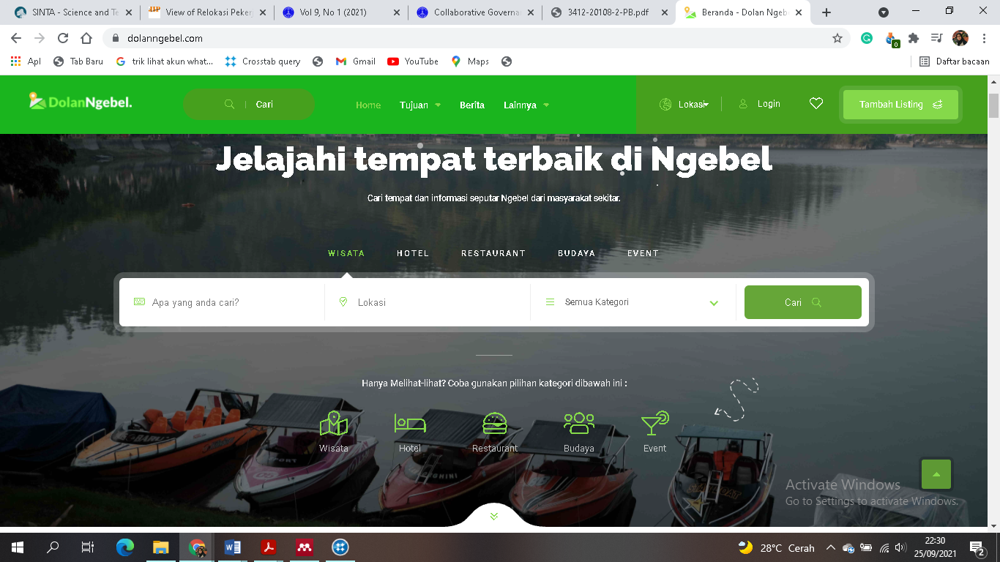 SINTA - Science and Te
View of Relokasi Pekerj
Vol 9, No 1 (2021)
Collaborative Governan
3412-20108-2-PB.pdf
Beranda - Dolan Ngeb
dolanngebel.com
0
Apl
Tab Baru
trik lihat akun what...
Crosstab query
Gmail
YouTube
Maps
Daftar bacaan
DolanNgebel.
Cari
Home
Tujuan
Berita
Lainnya
Lokasi
Login
Tambah Listing
Jelajahi tempat terbaik di Ngebel
Cari tempat dan informasi seputar Ngebel dari masyarakat sekitar.
WISATA
HOTEL
RESTAURANT
BUDAYA
EVENT
Apa yang anda cari?
Lokasi
Semua Kategori
Cari
Hanya Melihat-lihat? Coba gunakan pilihan kategori dibawah ini :
Wisata
Hotel
Restaurant
Budaya
Event
Activate Windows
Go to Settings to activate Windows.
28°C Cerah
22:30
25/09/2021
2